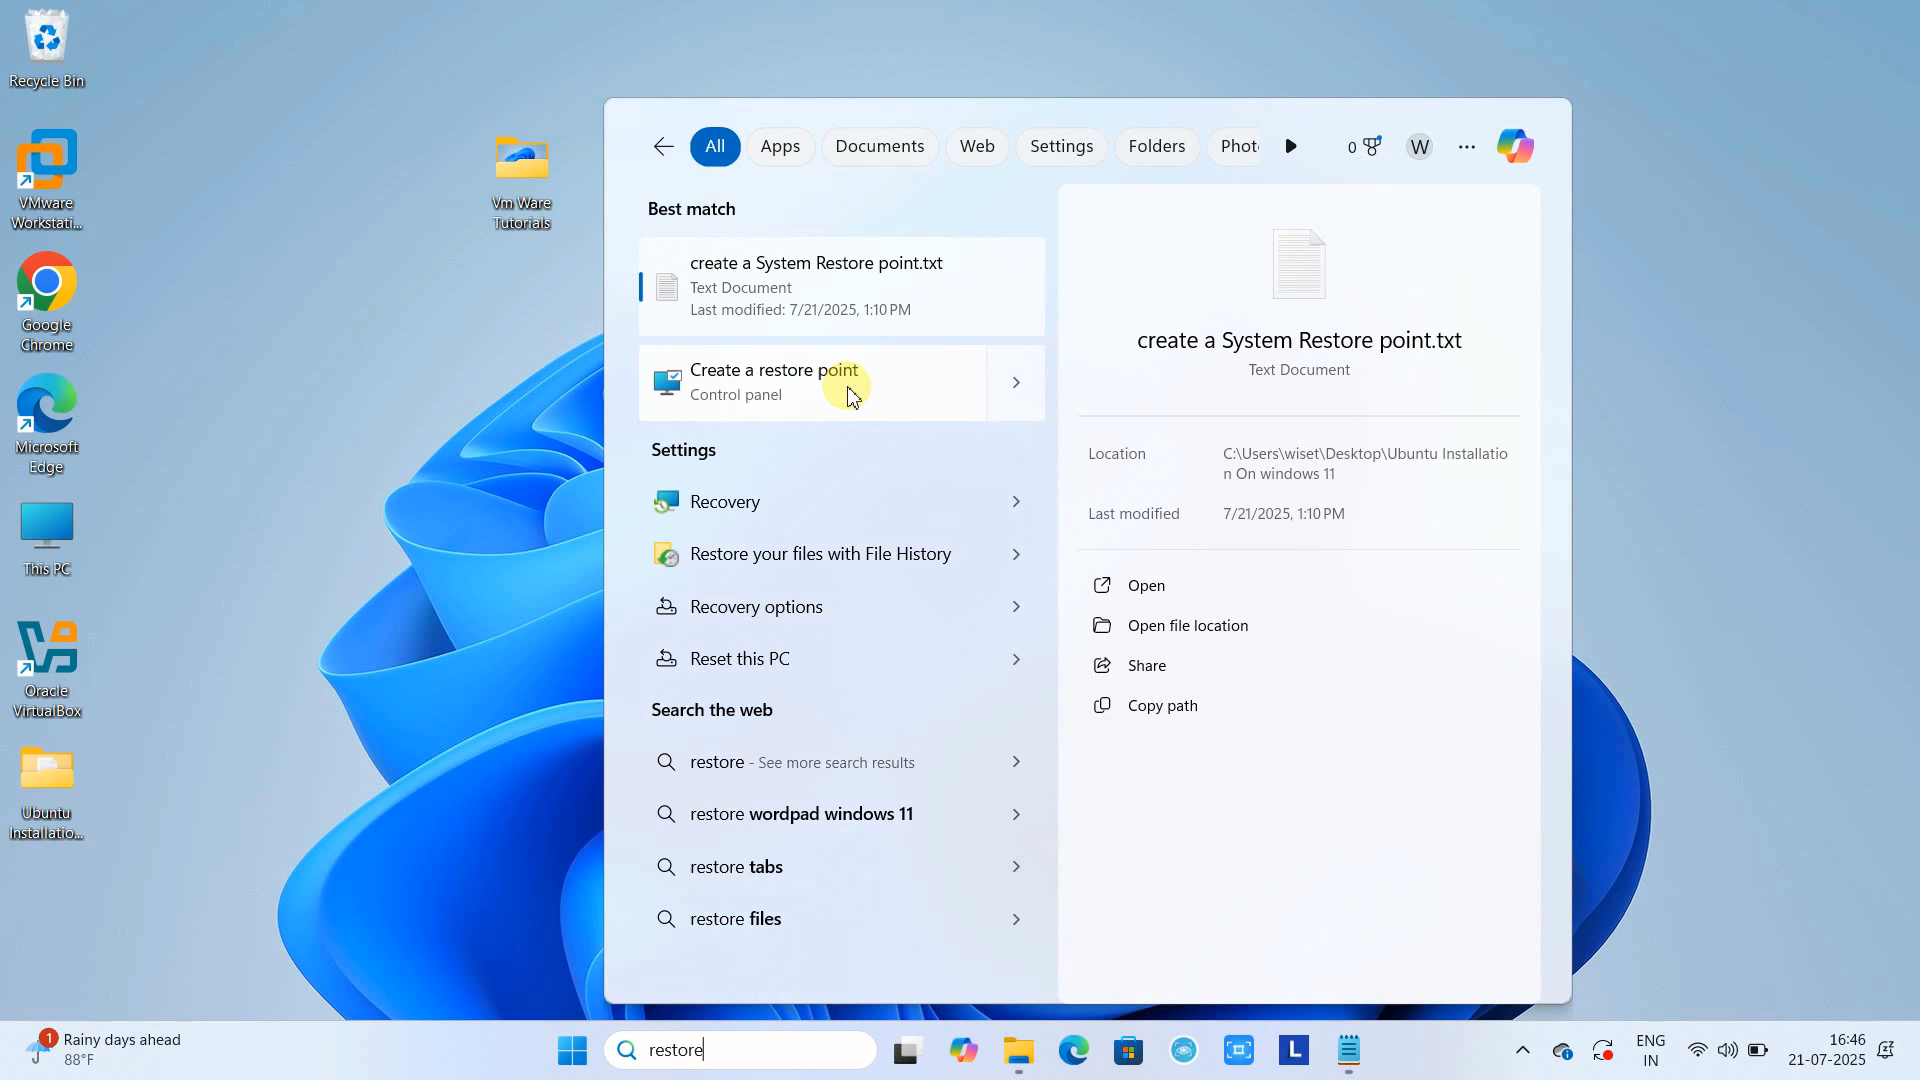 Recycle Bin
VMware
Workstati...
Google
Chrome
Microsoft
Edge
This PC
Oracle
VirtualBox
Ubuntu
Installatio...
Vm Ware
Tutorials
All
Apps
Documents
Web
Settings
Folders
Phot
0
W
Best match
create a System Restore point.txt
Text Document
Last modified: 7/21/2025, 1:10 PM
Create a restore point
Control panel
Settings
Recovery
Restore your files with File History
Recovery options
Reset this PC
Search the web
restore - See more search results
restore wordpad windows 11
restore tabs
restore files
create a System Restore point.txt
Text Document
Location
C:\Users\wiset\Desktop\Ubuntu Installatio
n On windows 11
Last modified
7/21/2025, 1:10 PM
Open
Open file location
Share
Copy path
1
Rainy days ahead
88°F
restore
L
ENG
IN
16:46
21-07-2025